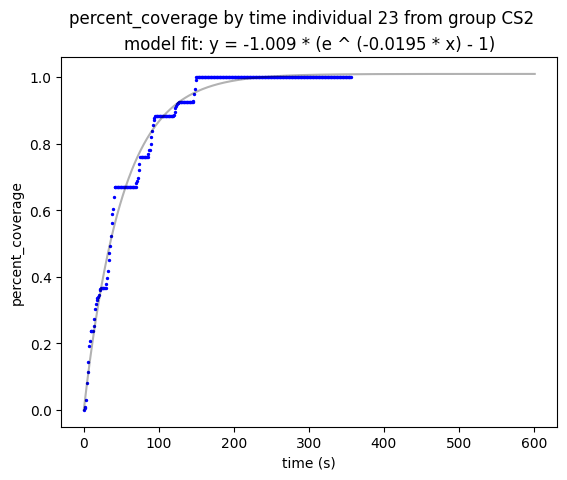 percent_coverage by time individual 23 from group CS2
model fit: y = -1.009 * (e ^ (-0.0195 * x) - 1)
1.0
0.8
0.6
0.4
0.2
0.0
percent_coverage
0 100 200 300 400 500 600
time (s)